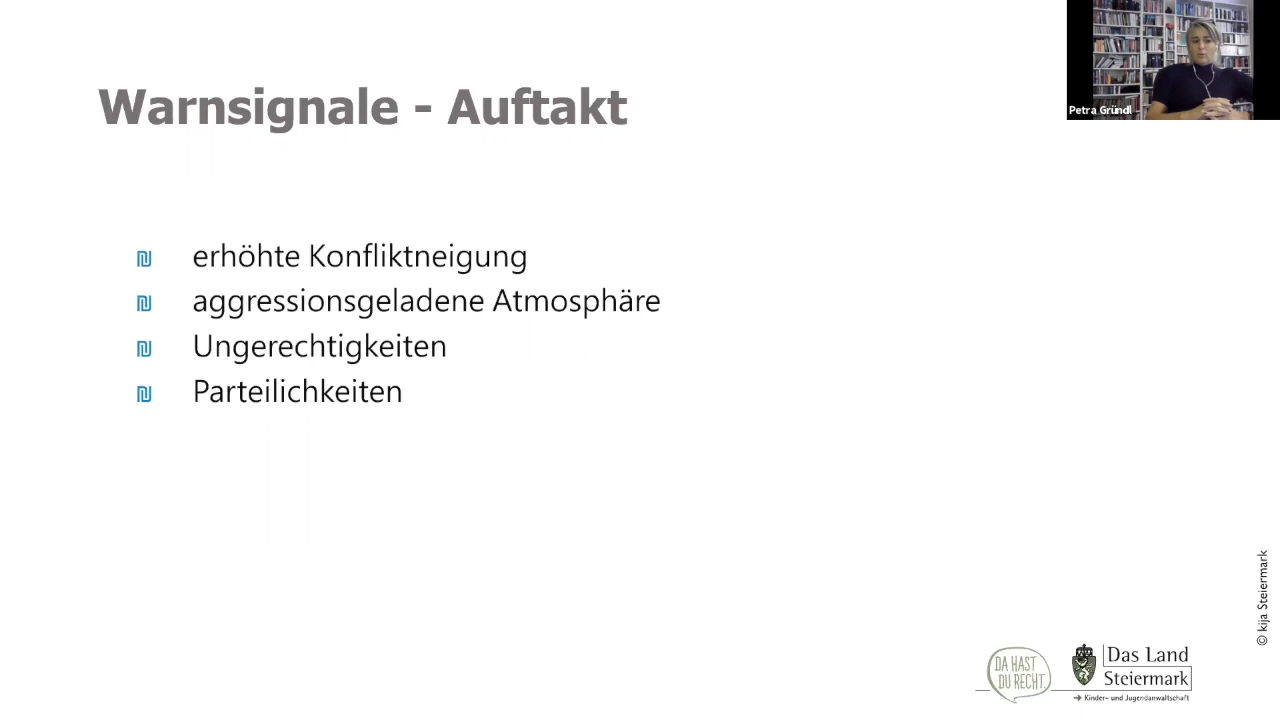 Warnsignale - Auftakt
Petra Gründl
erhöhte Konfliktneigung
aggressionsgeladene Atmosphäre
Ungerechtigkeiten
Parteilichkeiten
© kija Steiermark
DA HAST
DU RECHT.
Das Land
Steiermark
→ Kinder- und Jugendanwaltschaft